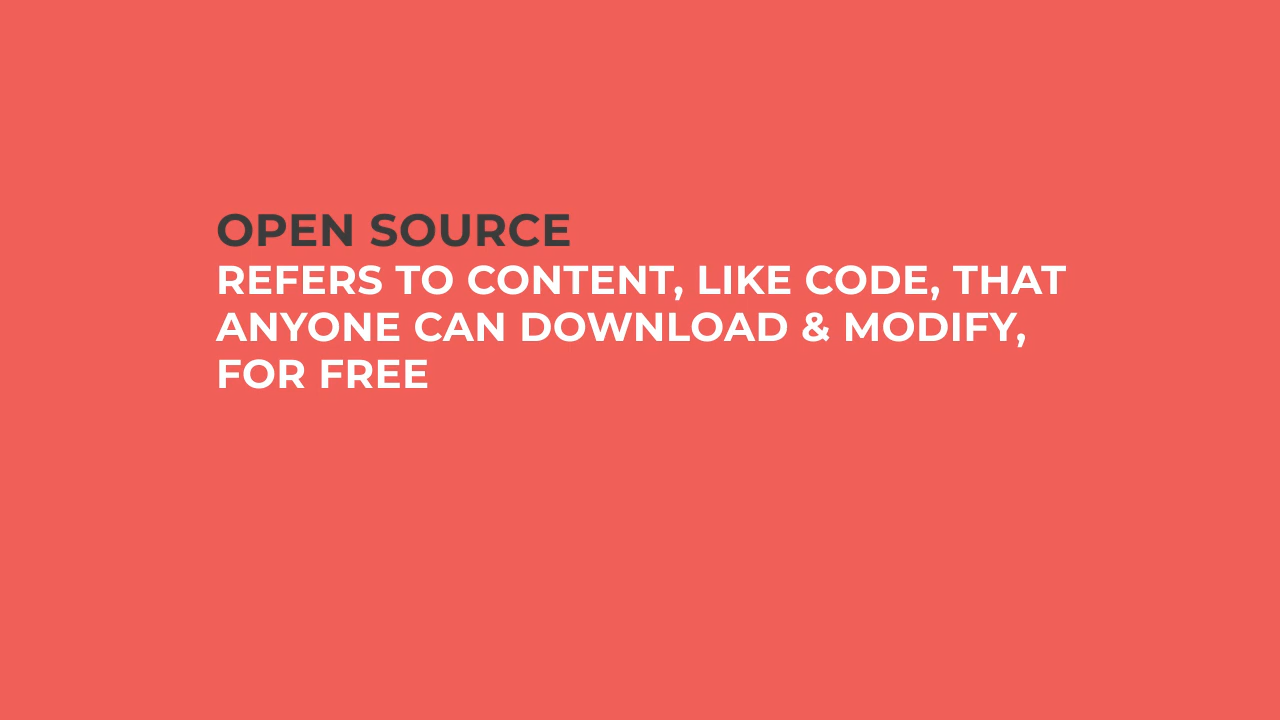 OPEN SOURCE
REFERS TO CONTENT, LIKE CODE, THAT
ANYONE CAN DOWNLOAD & MODIFY,
FOR FREE